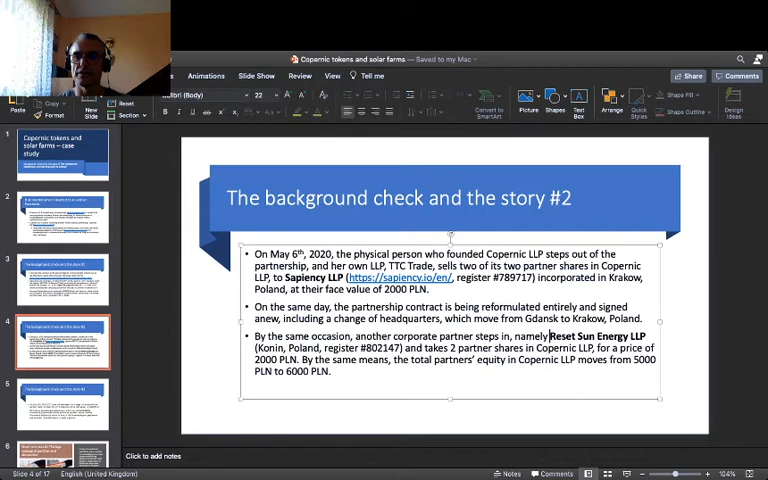 Copernic tokens and solar farms — Saved to my Mac
Animations Slide Show Review View Tell me
Share Comments
Paste
Copy
Format
New
Slide
Reset
Section
(Body)
22
Convert to
SmartArt
Picture
Shapes
Text
Box
Arrange
Quick
Styles
Shape Fill
Shape Outline
Design
Ideas
1
Copernic tokens and
solar farms – case
study
2
3
4
5
6
The background check and the story #2
• On May 6th, 2020, the physical person who founded Copernic LLP steps out of the
partnership, and her own LLP, TTC Trade, sells two of its two partner shares in Copernic
LLP, to Sapiency LLP (https://sapiency.io/en/, register #789717) incorporated in Krakow,
Poland, at their face value of 2000 PLN.
• On the same day, the partnership contract is being reformulated entirely and signed
anew, including a change of headquarters, which move from Gdansk to Krakow, Poland.
• By the same occasion, another corporate partner steps in, namely Reset Sun Energy LLP
(Konin, Poland, register #802147) and takes 2 partner shares in Copernic LLP, for a price of
2000 PLN. By the same means, the total partners' equity in Copernic LLP moves from 5000
PLN to 6000 PLN.
Click to add notes
Slide 4 of 17
English (United Kingdom)
Notes
Comments
104%